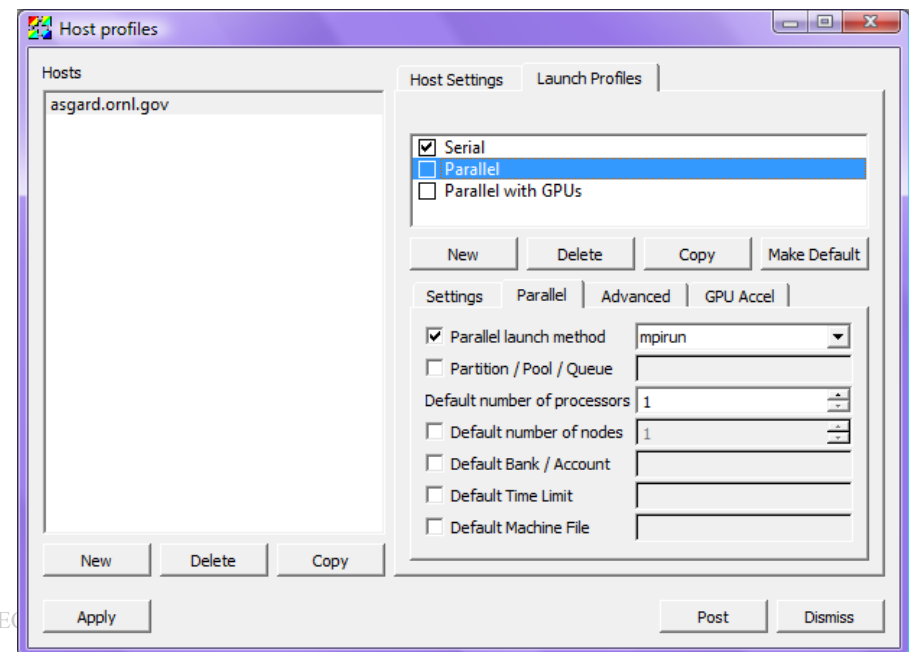 Host profiles
Hosts
asgard.ornl.gov
New Delete Copy
Host Settings Launch Profiles
Serial
Parallel
Parallel with GPUs
New Delete Copy Make Default
Settings Parallel Advanced GPU Accel
Parallel launch method mpirun
Partition / Pool / Queue
Default number of processors 1
Default number of nodes 1
Default Bank / Account
Default Time Limit
Default Machine File
Apply Post Dismiss